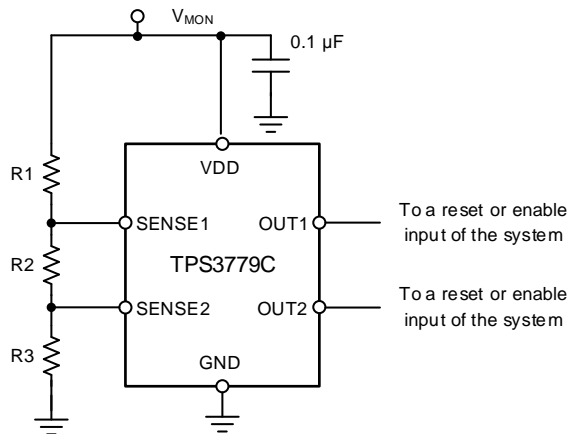 VMON
0.1 µF
R1
VDD
SENSE1
OUT1
To a reset or enable
input of the system
R2
TPS3779C
SENSE2
OUT2
To a reset or enable
input of the system
R3
GND